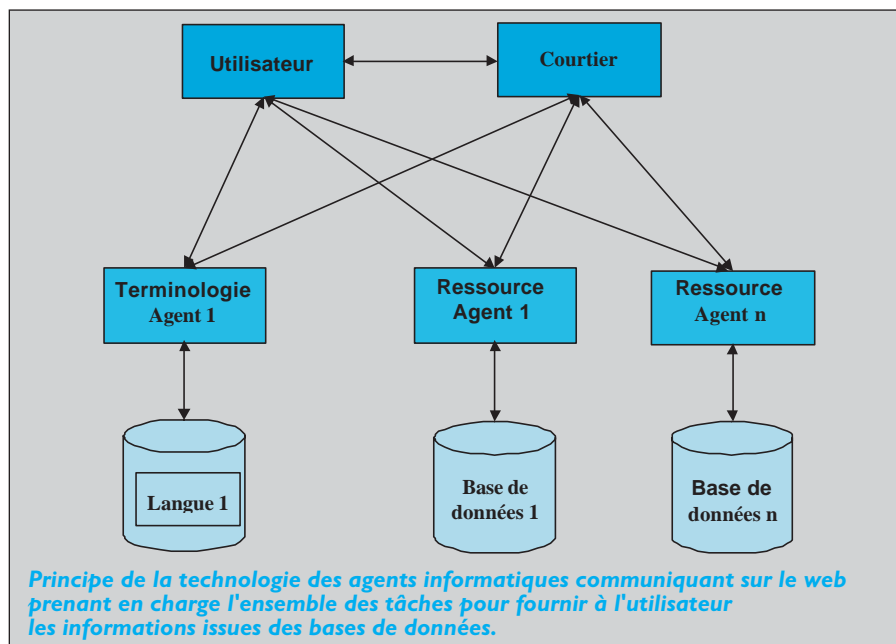 Utilisateur
Courtier
Terminologie
Agent 1
Ressource
Agent 1
Ressource
Agent n
Langue 1
Base de
données 1
Base de
données n
Principe de la technologie des agents informatiques communiquant sur le web
prenant en charge l'ensemble des tâches pour fournir à l'utilisateur
les informations issues des bases de données.